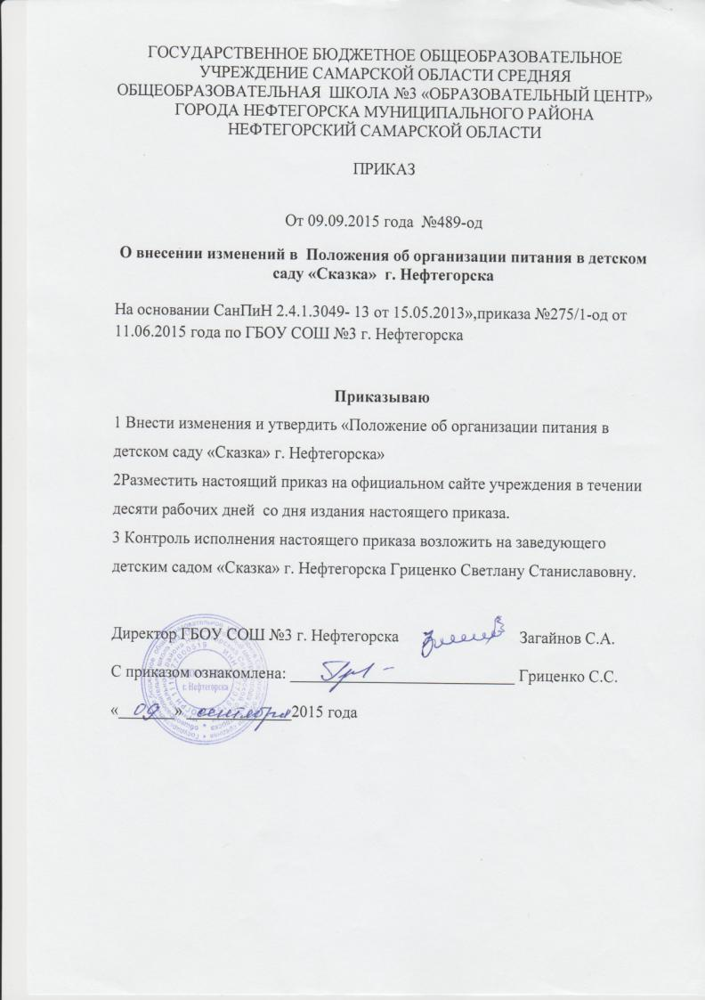 ГОСУДАРСТВЕННОЕ БЮДЖЕТНОЕ ОБЩЕОБРАЗОВАТЕЛЬНОЕ
УЧРЕЖДЕНИЕ САМАРСКОЙ ОБЛАСТИ СРЕДНЯЯ
ОБЩЕОБРАЗОВАТЕЛЬНАЯ ШКОЛА №3 «ОБРАЗОВАТЕЛЬНЫЙ ЦЕНТР»
ГОРОДА НЕФТЕГОРСКА МУНИЦИПАЛЬНОГО РАЙОНА
НЕФТЕГОРСКИЙ САМАРСКОЙ ОБЛАСТИ
ПРИКАЗ
От 09.09.2015 года №489-од
О внесении изменений в Положения об организации питания в детском
саду «Сказка» г. Нефтегорска
На основании СанПиН 2.4.1.3049- 13 от 15.05.2013»,приказа №275/1-од от
11.06.2015 года по ГБОУ СОШ №3 г. Нефтегорска
Приказываю
1 Внести изменения и утвердить «Положение об организации питания в
детском саду «Сказка» г. Нефтегорска»
2Разместить настоящий приказ на официальном сайте учреждения в течении
десяти рабочих дней со дня издания настоящего приказа.
3 Контроль исполнения настоящего приказа возложить на заведующего
детским садом «Сказка» г. Нефтегорска Гриценко Светлану Станиславовну.
Директор ГБОУ СОШ №3 г. Нефтегорска Загайнов С.А.
С приказом ознакомлена: Гриценко С.С.
г. Нефтегорска
« 09 » сентября 2015 года